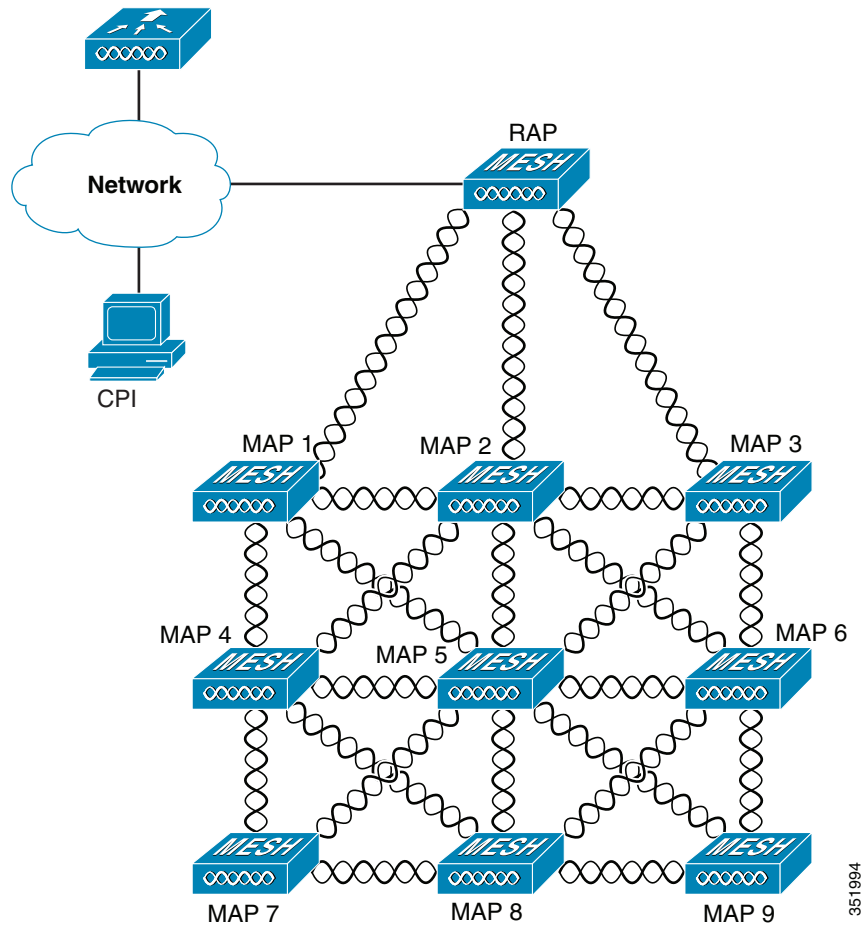 RAP
MESH
Network
CPI
MAP 1
MAP 2
MAP 3
MESH
MESH
MESH
MAP 4
MAP 5
MAP 6
MESH
MESH
MESH
MESH
MESH
MESH
MAP 7
MAP 8
MAP 9
351994